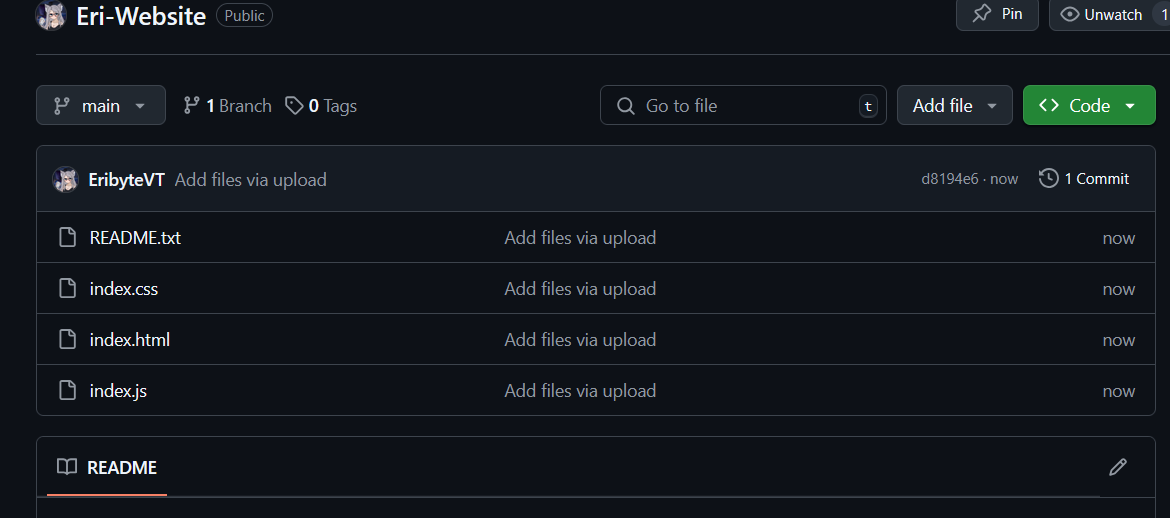 Eri-Website Public Pin Unwatch 1
main 1 Branch 0 Tags Go to file t Add file Code
EribyteVT Add files via upload d8194e6 · now 1 Commit
README.txt Add files via upload now
index.css Add files via upload now
index.html Add files via upload now
index.js Add files via upload now
README